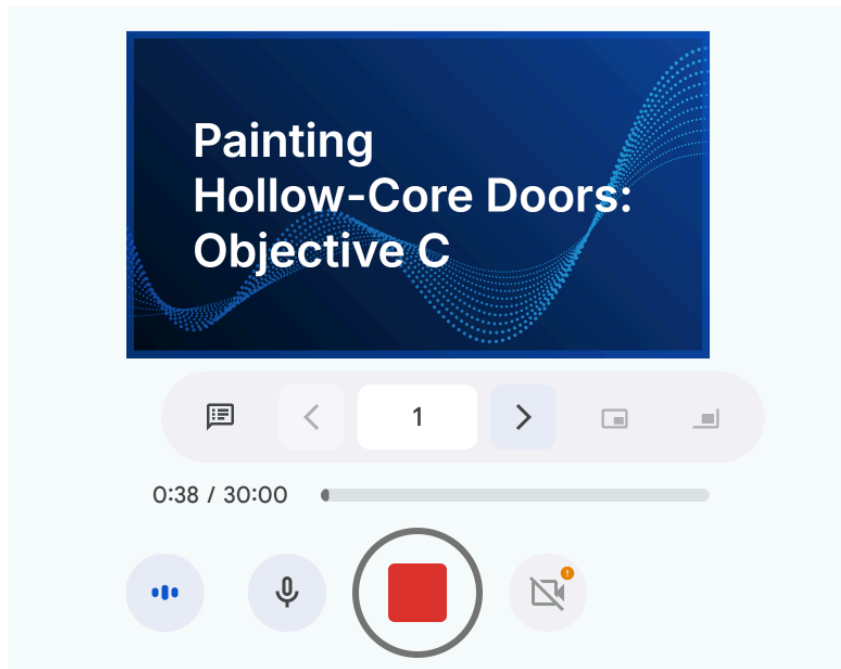 Painting
Hollow-Core Doors:
Objective C
1
0:38 / 30:00